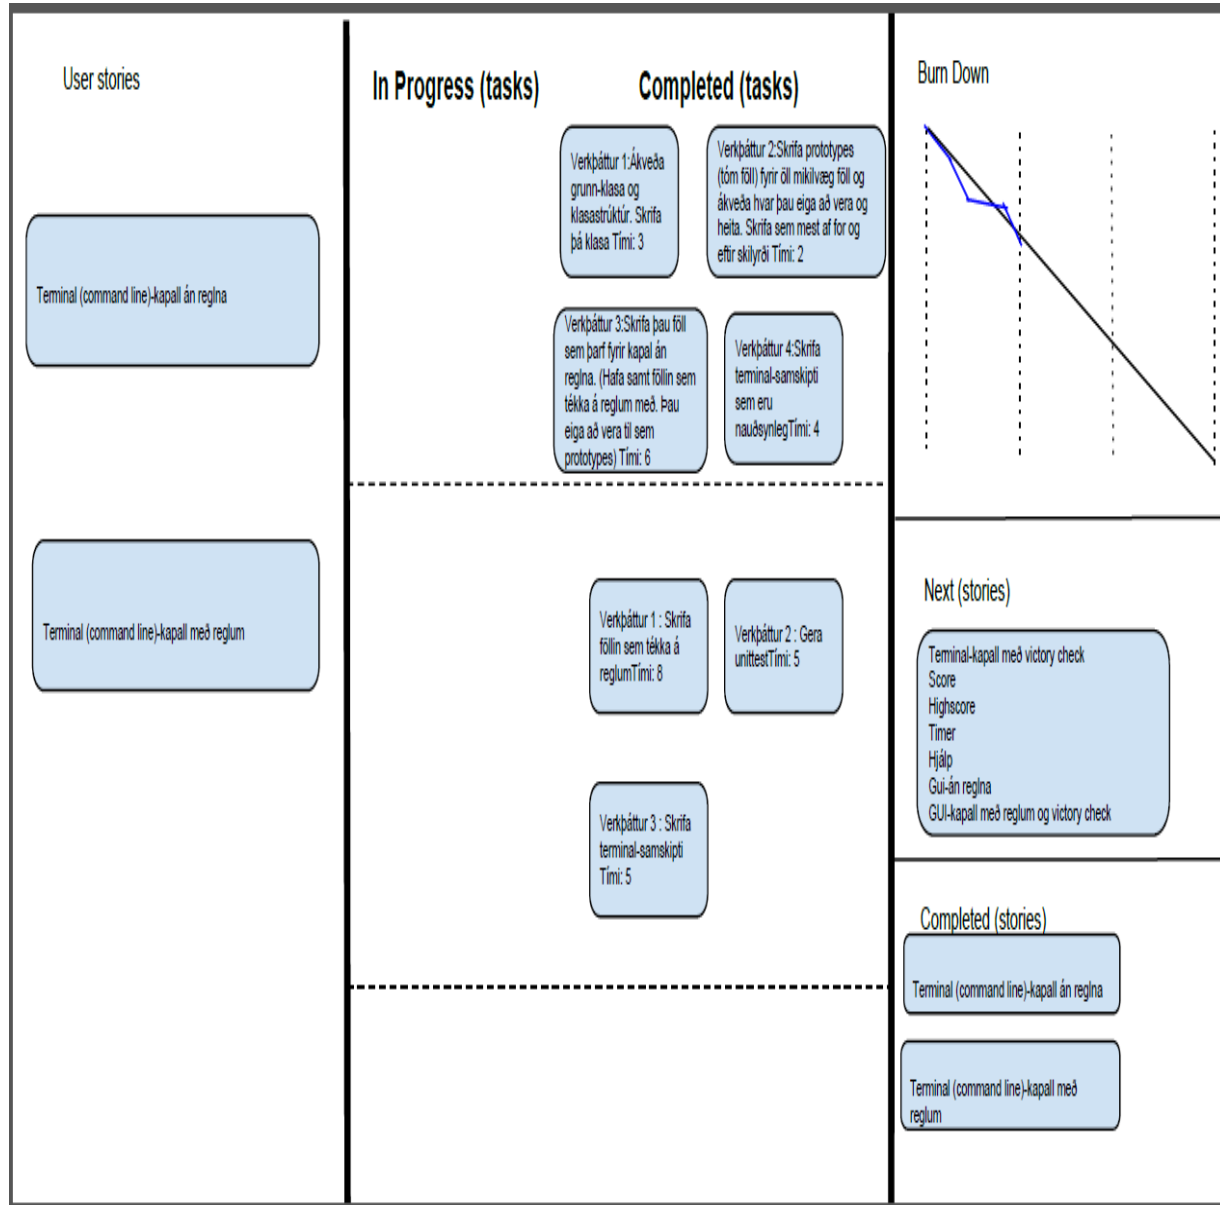 User stories
Terminal (command line)-kapall án reglna
Terminal (command line)-kapall með reglum
In Progress (tasks)
Completed (tasks)
Verkþáttur 1:Ákveða
grunn-klasa og
klasastrúktúr. Skrifa
þá klasa Tími: 3
Verkþáttur 2:Skrifa prototypes
(tóm föll) fyrir öll mikilvæg föll og
ákveða hvar þau eiga að vera og
heita. Skrifa sem mest af for og
eftir skilyrði Tími: 2
Verkþáttur 3:Skrifa þau föll
sem þarf fyrir kapal án
reglna. (Hafa samt föllin sem
tékka á reglum með. Þau
eiga að vera til sem
prototypes) Tími: 6
Verkþáttur 4:Skrifa
terminal-samskipti
sem eru
nauðsynlegTími: 4
Verkþáttur 1 : Skrifa
föllin sem tékka á
reglumTími: 8
Verkþáttur 2 : Gera
unittestTími: 5
Verkþáttur 3 : Skrifa
terminal-samskipti
Tími: 5
Burn Down
Next (stories)
Terminal-kapall með victory check
Score
Highscore
Timer
Hjálp
Gui-án reglna
GUI-kapall með reglum og victory check
Completed (stories)
Terminal (command line)-kapall án reglna
Terminal (command line)-kapall með
reglum